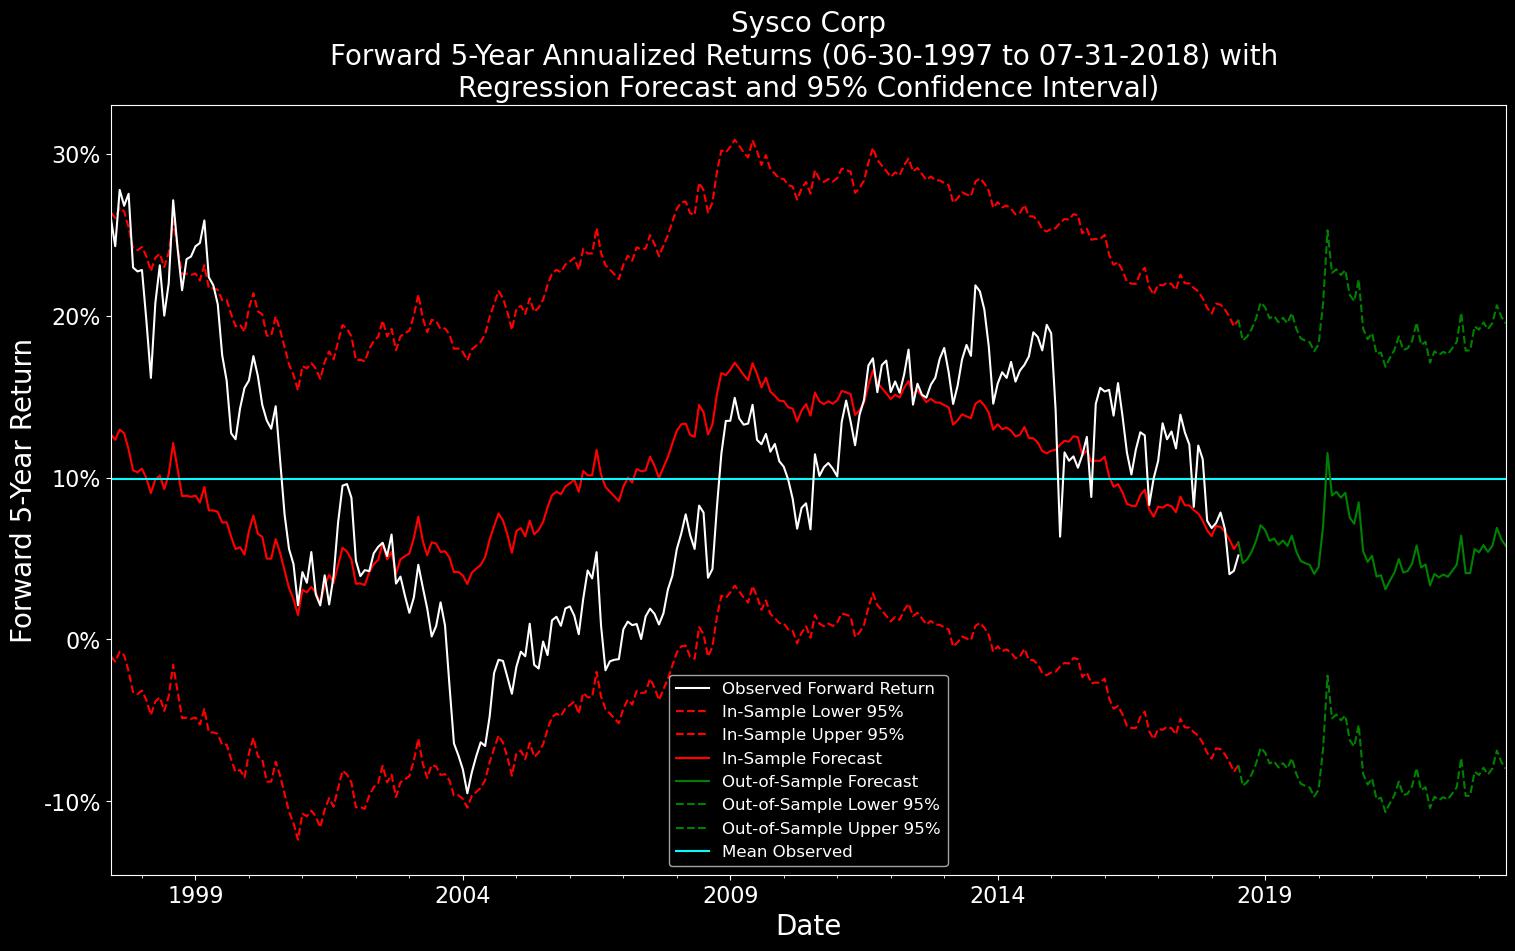 Sysco Corp
Forward 5-Year Annualized Returns (06-30-1997 to 07-31-2018) with
Regression Forecast and 95% Confidence Interval)
Forward 5-Year Return
30%
20%
10%
0%
-10%
Observed Forward Return
In-Sample Lower 95%
In-Sample Upper 95%
In-Sample Forecast
Out-of-Sample Forecast
Out-of-Sample Lower 95%
Out-of-Sample Upper 95%
Mean Observed
1999 2004 2009 2014 2019
Date